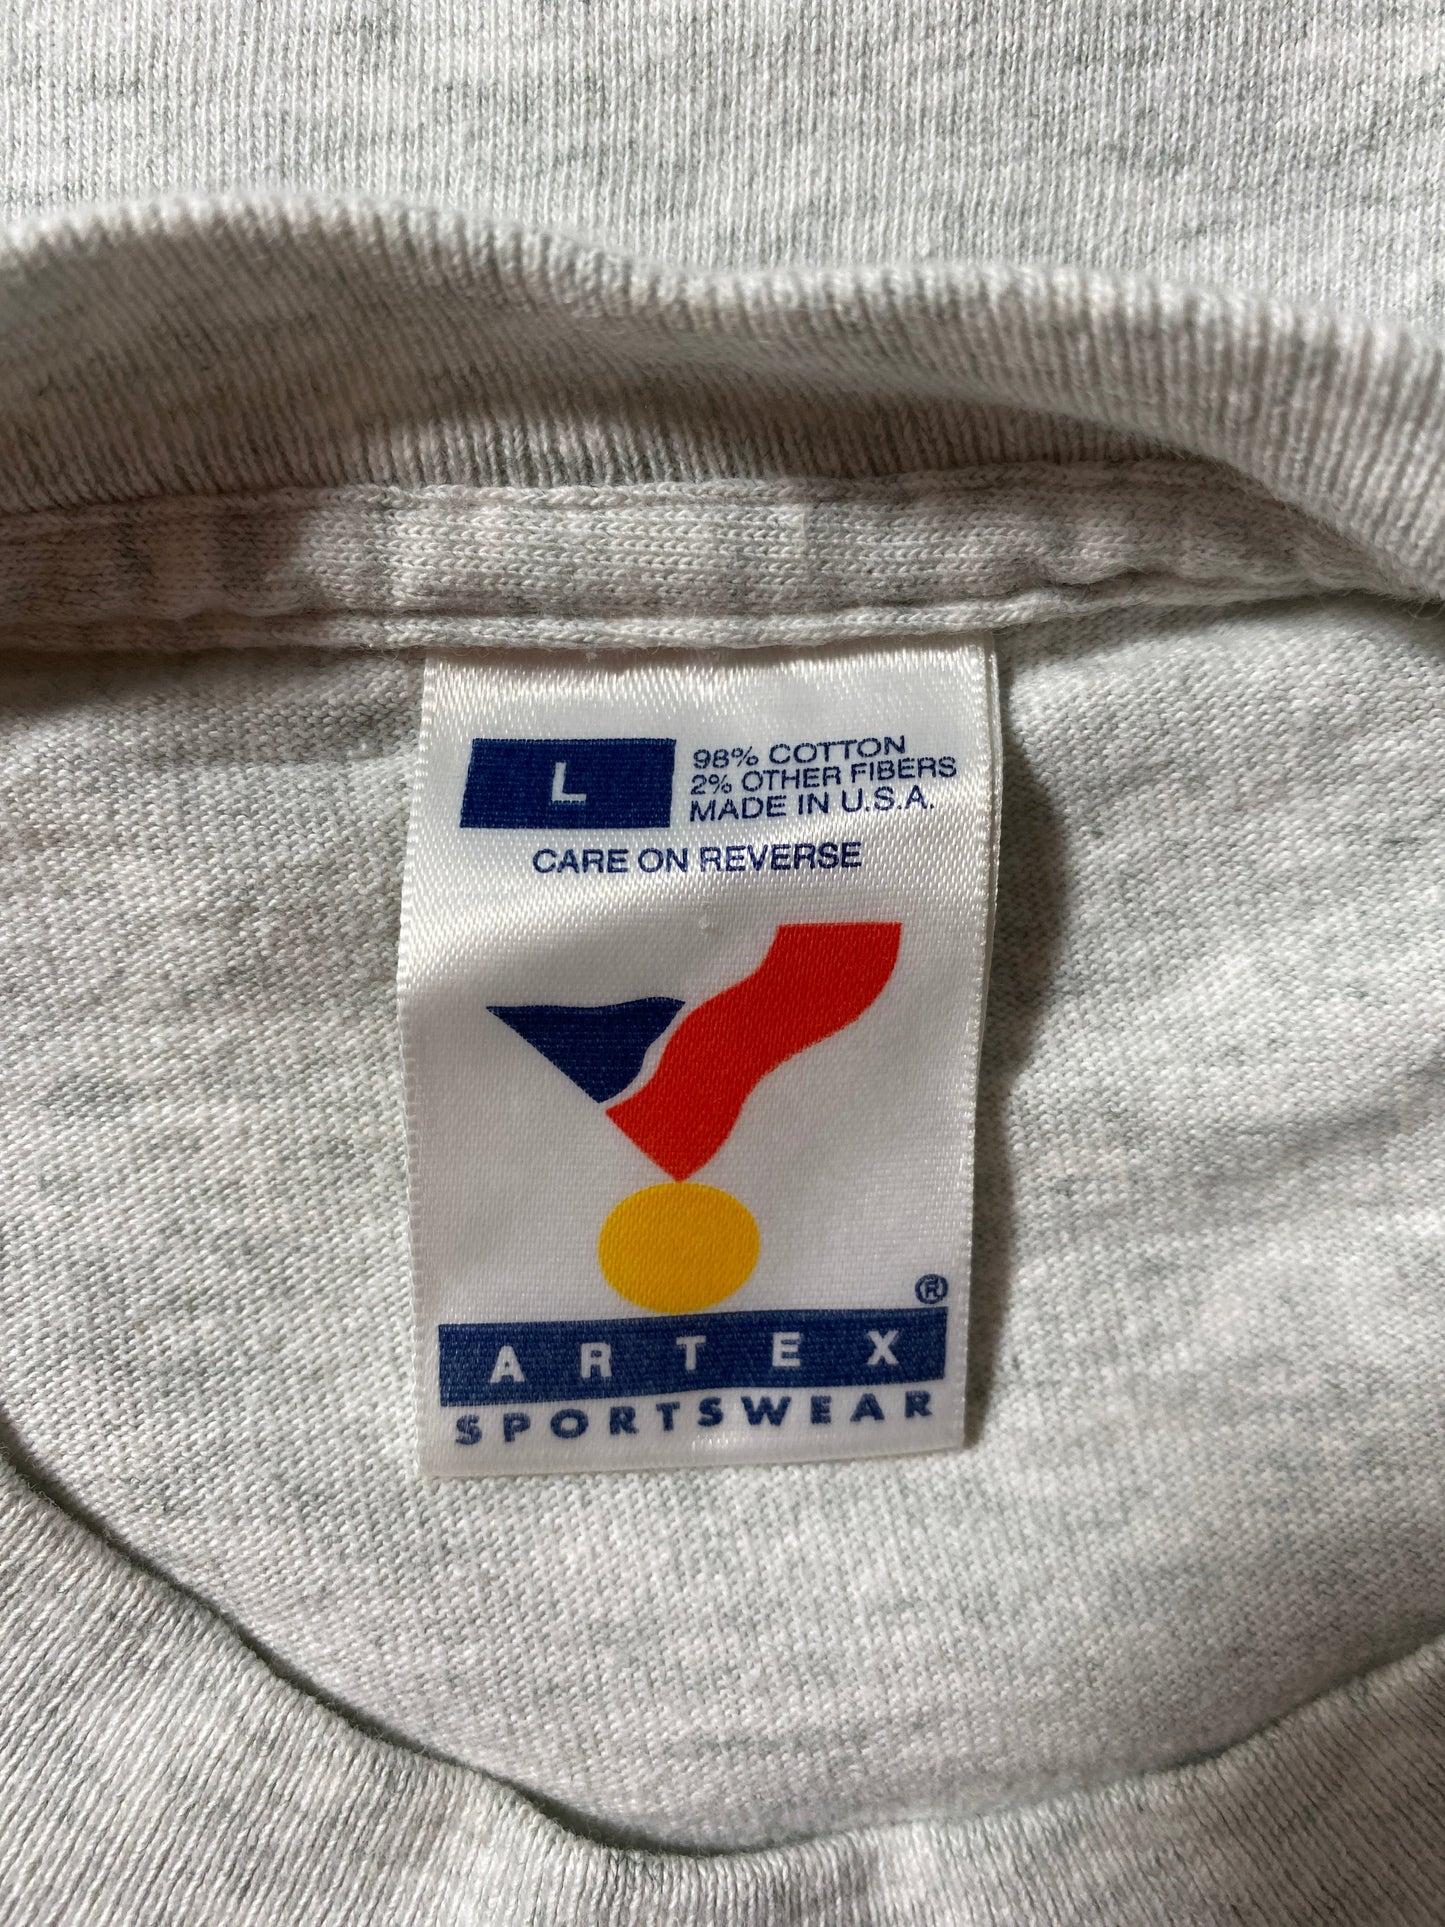 L
98% COTTON
2% OTHER FIBERS
MADE IN U.S.A.
CARE ON REVERSE
®
ARTEX
SPORTSWEAR